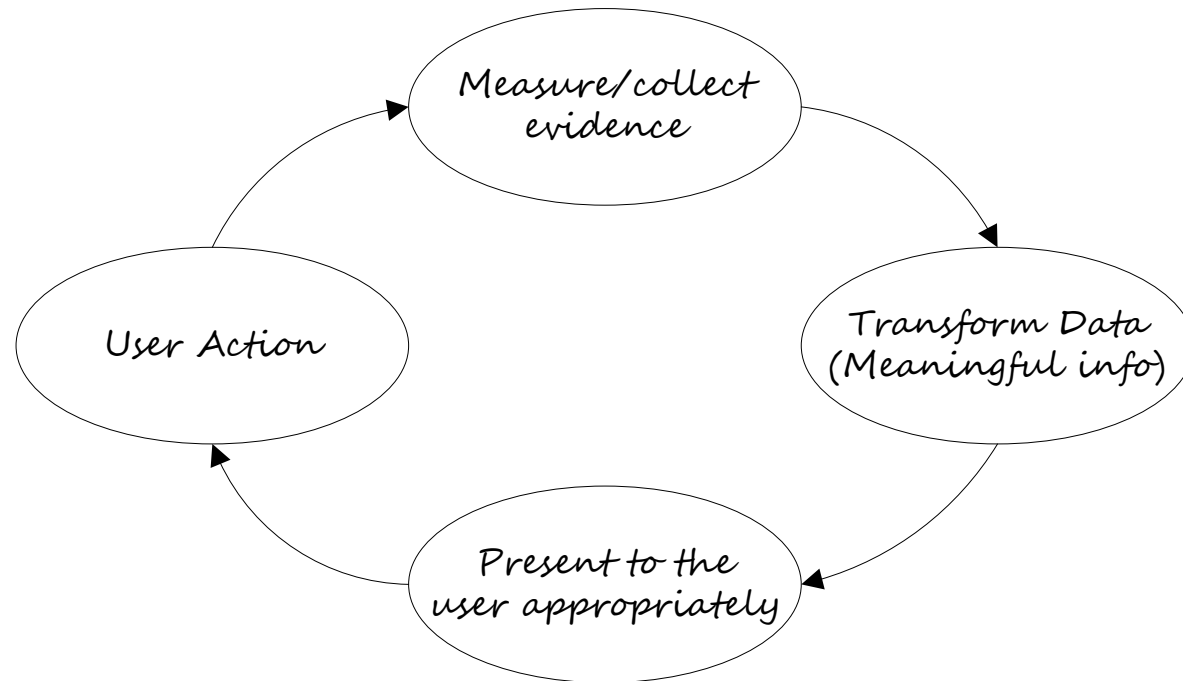 Measure/collect
evidence
User Action
Transform Data
(Meaningful info)
Present to the
user appropriately